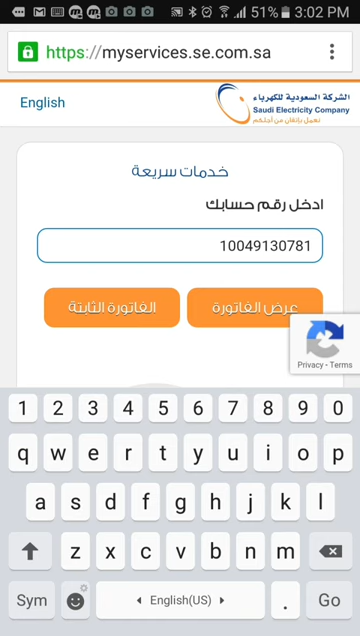 51% 3:02 PM
https://myservices.se.com.sa
English
الشركة السعودية للكهرباء
Saudi Electricity Company
نعمل بإتقان من أجلكم
خدمات سريعة
ادخل رقم حسابك
10049130781
عرض الفاتورة
الفاتورة الثابتة
Privacy - Terms
1 2 3 4 5 6 7 8 9 0
q w e r t y u i o p
a s d f g h j k l
z x c v b n m
Sym English(US) . Go